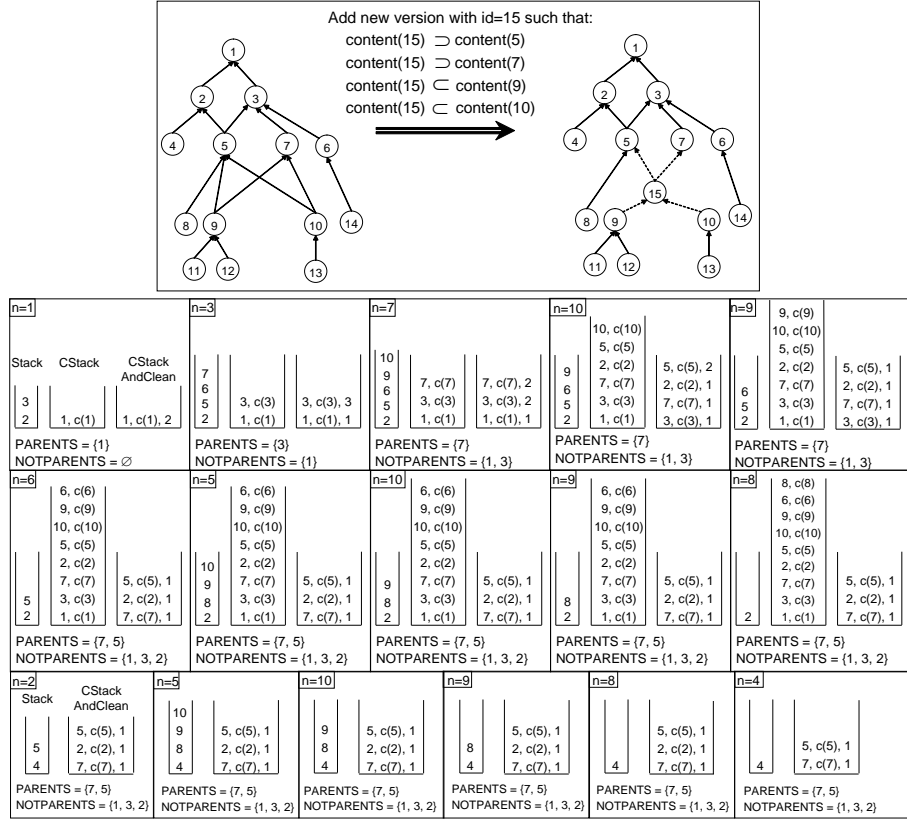 Add new version with id=15 such that:
content(15) ⊃ content(5)
content(15) ⊃ content(7)
content(15) ⊂ content(9)
content(15) ⊂ content(10)
1
2 3
4 5 7 6
8 9 10 14
11 12 13
1
2 3
4 5 7 6
15
8 9 10 14
11 12 13
n=1
Stack CStack CStack
AndClean
3
2 1, c(1) 1, c(1), 2
PARENTS = {1}
NOTPARENTS = ∅
n=3
7
6
5 3, c(3) 3, c(3), 3
2 1, c(1) 1, c(1), 1
PARENTS = {3}
NOTPARENTS = {1}
n=7
10
9
6 7, c(7) 7, c(7), 2
5 3, c(3) 3, c(3), 2
2 1, c(1) 1, c(1), 1
PARENTS = {7}
NOTPARENTS = {1, 3}
n=10
10, c(10)
5, c(5)
9 2, c(2) 5, c(5), 2
6 7, c(7) 2, c(2), 1
5 3, c(3) 7, c(7), 1
2 1, c(1) 3, c(3), 1
PARENTS = {7}
NOTPARENTS = {1, 3}
n=9
9, c(9)
10, c(10)
5, c(5)
2, c(2) 5, c(5), 1
6 7, c(7) 2, c(2), 1
5 3, c(3) 7, c(7), 1
2 1, c(1) 3, c(3), 1
PARENTS = {7}
NOTPARENTS = {1, 3}
n=6
6, c(6)
9, c(9)
10, c(10)
5, c(5)
2, c(2)
7, c(7) 5, c(5), 1
5 3, c(3) 2, c(2), 1
2 1, c(1) 7, c(7), 1
PARENTS = {7, 5}
NOTPARENTS = {1, 3, 2}
n=5
6, c(6)
9, c(9)
10, c(10)
5, c(5)
10 2, c(2)
9 7, c(7) 5, c(5), 1
8 3, c(3) 2, c(2), 1
2 1, c(1) 7, c(7), 1
PARENTS = {7, 5}
NOTPARENTS = {1, 3, 2}
n=10
6, c(6)
9, c(9)
10, c(10)
5, c(5)
2, c(2)
9 7, c(7) 5, c(5), 1
8 3, c(3) 2, c(2), 1
2 1, c(1) 7, c(7), 1
PARENTS = {7, 5}
NOTPARENTS = {1, 3, 2}
n=9
6, c(6)
9, c(9)
10, c(10)
5, c(5)
2, c(2)
7, c(7) 5, c(5), 1
8 3, c(3) 2, c(2), 1
2 1, c(1) 7, c(7), 1
PARENTS = {7, 5}
NOTPARENTS = {1, 3, 2}
n=8
8, c(8)
6, c(6)
9, c(9)
10, c(10)
5, c(5)
2, c(2)
7, c(7) 5, c(5), 1
3, c(3) 2, c(2), 1
2 1, c(1) 7, c(7), 1
PARENTS = {7, 5}
NOTPARENTS = {1, 3, 2}
n=2
Stack CStack
AndClean
5, c(5), 1
5 2, c(2), 1
4 7, c(7), 1
PARENTS = {7, 5}
NOTPARENTS = {1, 3, 2}
n=5
10
9 5, c(5), 1
8 2, c(2), 1
4 7, c(7), 1
PARENTS = {7, 5}
NOTPARENTS = {1, 3, 2}
n=10
9 5, c(5), 1
8 2, c(2), 1
4 7, c(7), 1
PARENTS = {7, 5}
NOTPARENTS = {1, 3, 2}
n=9
5, c(5), 1
8 2, c(2), 1
4 7, c(7), 1
PARENTS = {7, 5}
NOTPARENTS = {1, 3, 2}
n=8
5, c(5), 1
2, c(2), 1
4 7, c(7), 1
PARENTS = {7, 5}
NOTPARENTS = {1, 3, 2}
n=4
5, c(5), 1
4 7, c(7), 1
PARENTS = {7, 5}
NOTPARENTS = {1, 3, 2}